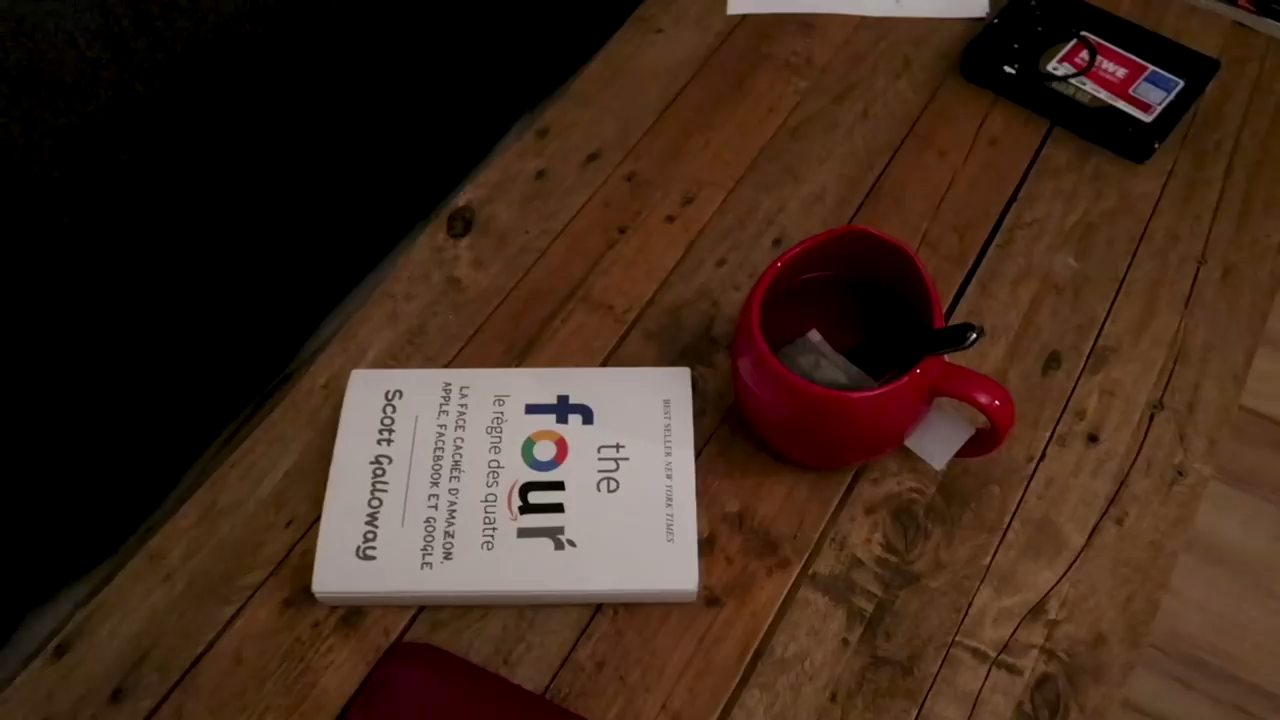 BEST SELLER NEW YORK TIMES
the
four
le règne des quatre
LA FACE CACHÉE D'AMAZON,
APPLE, FACEBOOK ET GOOGLE
Scott Galloway
REWE